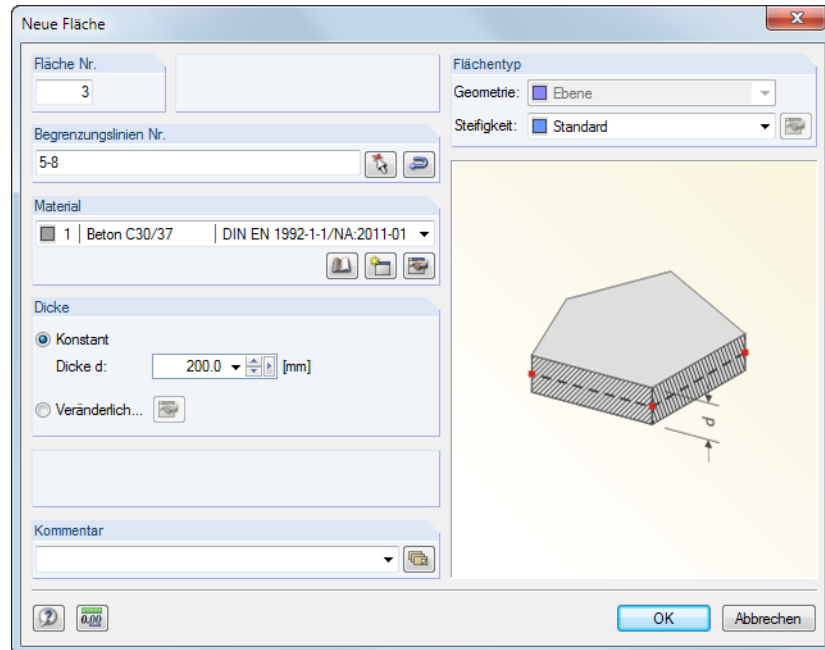 Neue Fläche
Fläche Nr.
3
Begrenzungslinien Nr.
5-8
Material
1 Beton C30/37 DIN EN 1992-1-1/NA:2011-01
Dicke
Konstant
Dicke d: 200.0 [mm]
Veränderlich...
Kommentar
0.00
Flächentyp
Geometrie: Ebene
Steifigkeit: Standard
d
OK Abbrechen